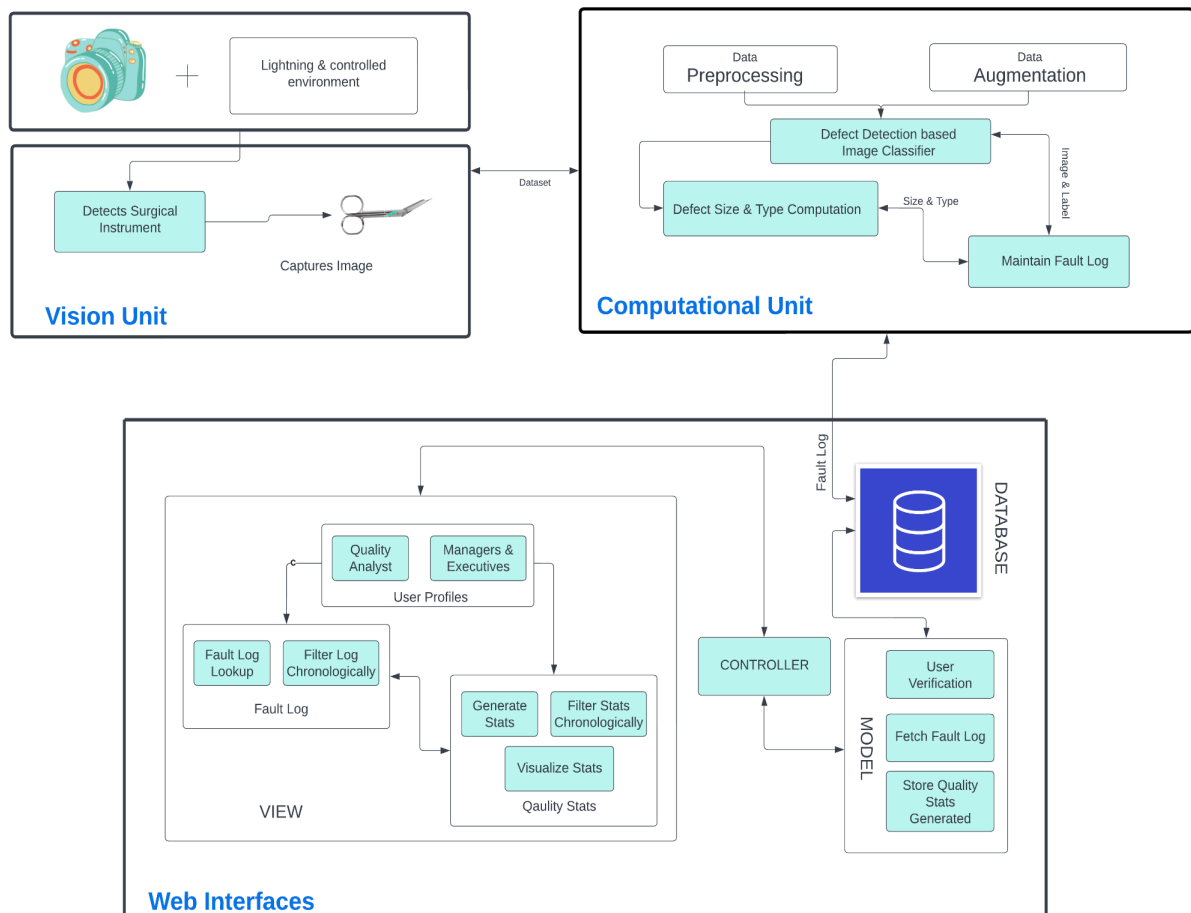 Lightning & controlled
environment
Detects Surgical
Instrument
Captures Image
Vision Unit
Dataset
Data
Preprocessing
Data
Augmentation
Defect Detection based
Image Classifier
Image & Label
Defect Size & Type Computation
Size & Type
Maintain Fault Log
Computational Unit
Fault Log
DATABASE
Quality
Analyst
Managers &
Executives
User Profiles
C
Fault Log
Lookup
Filter Log
Chronologically
Fault Log
Generate
Stats
Filter Stats
Chronologically
Visualize Stats
Qaulity Stats
VIEW
CONTROLLER
MODEL
User
Verification
Fetch Fault Log
Store Quality
Stats
Generated
Web Interfaces